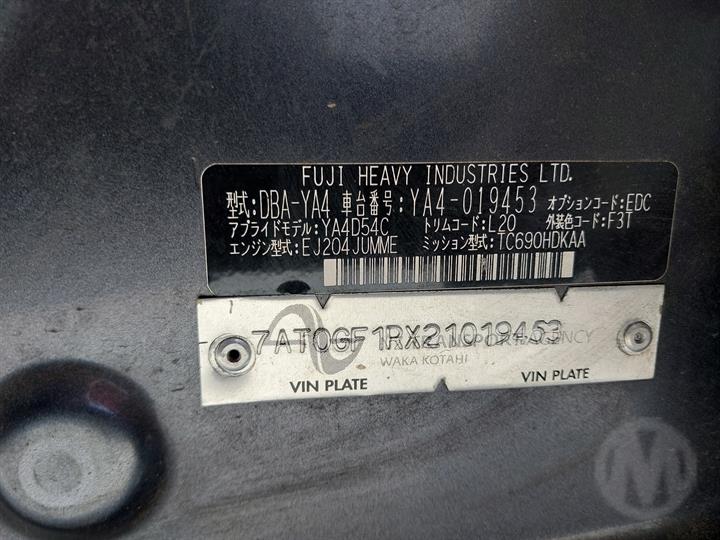 FUJI HEAVY INDUSTRIES LTD.
型式:DBA-YA4 車台番号:YA4-019453 オプションコード:EDC
アプライドモデル:YA4D54C トリムコード:L20 外装色コード:F3T
エンジン型式:EJ204JUMME ミッション型式:TC690HDKAA
7AT0GF1RX21019453
NZ TRANSPORT AGENCY
WAKA KOTAHI
VIN PLATE VIN PLATE
M